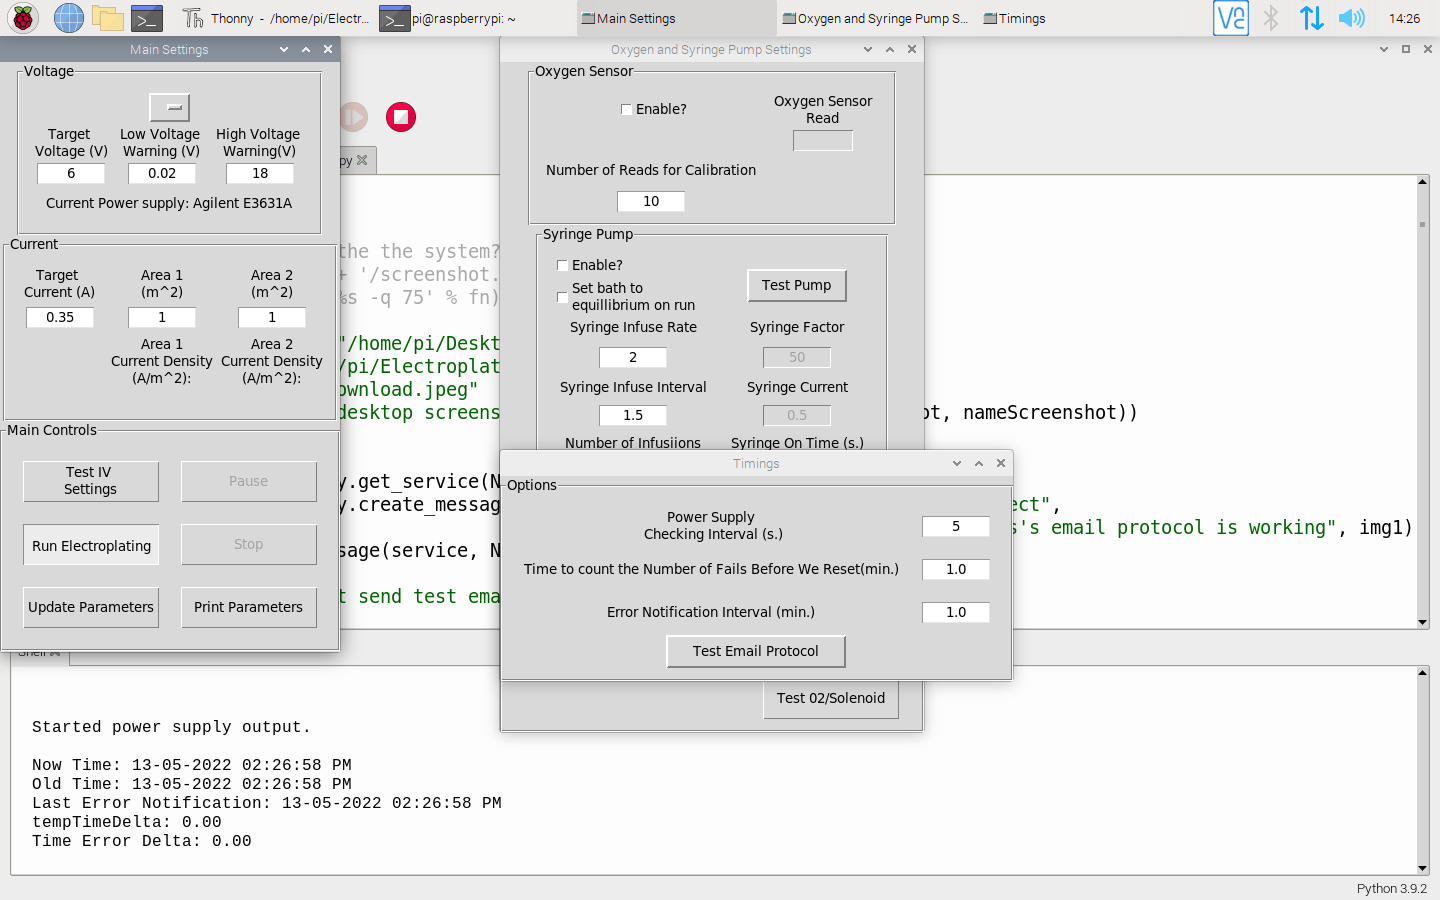 Thonny - /home/pi/Electr...
pi@raspberrypi: ~
Main Settings
Oxygen and Syringe Pump S...
Timings
14:26
Main Settings
Voltage
Target
Voltage (V)
Low Voltage
Warning (V)
High Voltage
Warning(V)
6
0.02
18
Current Power supply: Agilent E3631A
Current
Target
Current (A)
Area 1
(m^2)
Area 2
(m^2)
0.35
1
1
Area 1
Current Density
(A/m^2):
Area 2
Current Density
(A/m^2):
Main Controls
Test IV
Settings
Pause
Run Electroplating
Stop
Update Parameters
Print Parameters
Oxygen and Syringe Pump Settings
Oxygen Sensor
Enable?
Oxygen Sensor
Read
Number of Reads for Calibration
10
Syringe Pump
Enable?
Set bath to
equillibrium on run
Test Pump
Syringe Infuse Rate
Syringe Factor
2
50
Syringe Infuse Interval
Syringe Current
1.5
0.5
Number of Infusiions
Syringe On Time (s.)
Test 02/Solenoid
Timings
Options
Power Supply
Checking Interval (s.)
5
Time to count the Number of Fails Before We Reset(min.)
1.0
Error Notification Interval (min.)
1.0
Test Email Protocol
py
the the system?
+ '/screenshot.
%s -q 75' % fn)
"/home/pi/Deskt
/pi/Electroplat
ownload.jpeg"
desktop screens
ot, nameScreenshot))
y.get_service(N
y.create_messag
ect",
s's email protocol is working", img1)
sage(service, N
t send test ema
Shell
Started power supply output.
Now Time: 13-05-2022 02:26:58 PM
Old Time: 13-05-2022 02:26:58 PM
Last Error Notification: 13-05-2022 02:26:58 PM
tempTimeDelta: 0.00
Time Error Delta: 0.00
Python 3.9.2